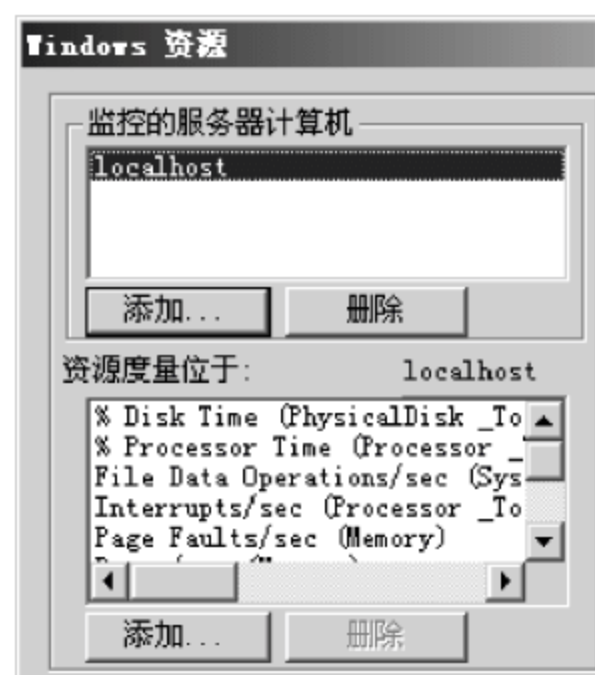 Windows 资源
监控的服务器计算机
localhost
添加... 删除
资源度量位于: localhost
% Disk Time (PhysicalDisk _To
% Processor Time (Processor _
File Data Operations/sec (Sys
Interrupts/sec (Processor _To
Page Faults/sec (Memory)
添加... 删除